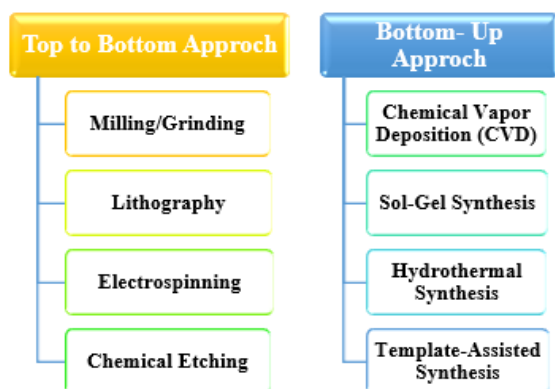 Top to Bottom Approch
Milling/Grinding
Lithography
Electrospinning
Chemical Etching
Bottom- Up
Approch
Chemical Vapor
Deposition (CVD)
Sol-Gel Synthesis
Hydrothermal
Synthesis
Template-Assisted
Synthesis